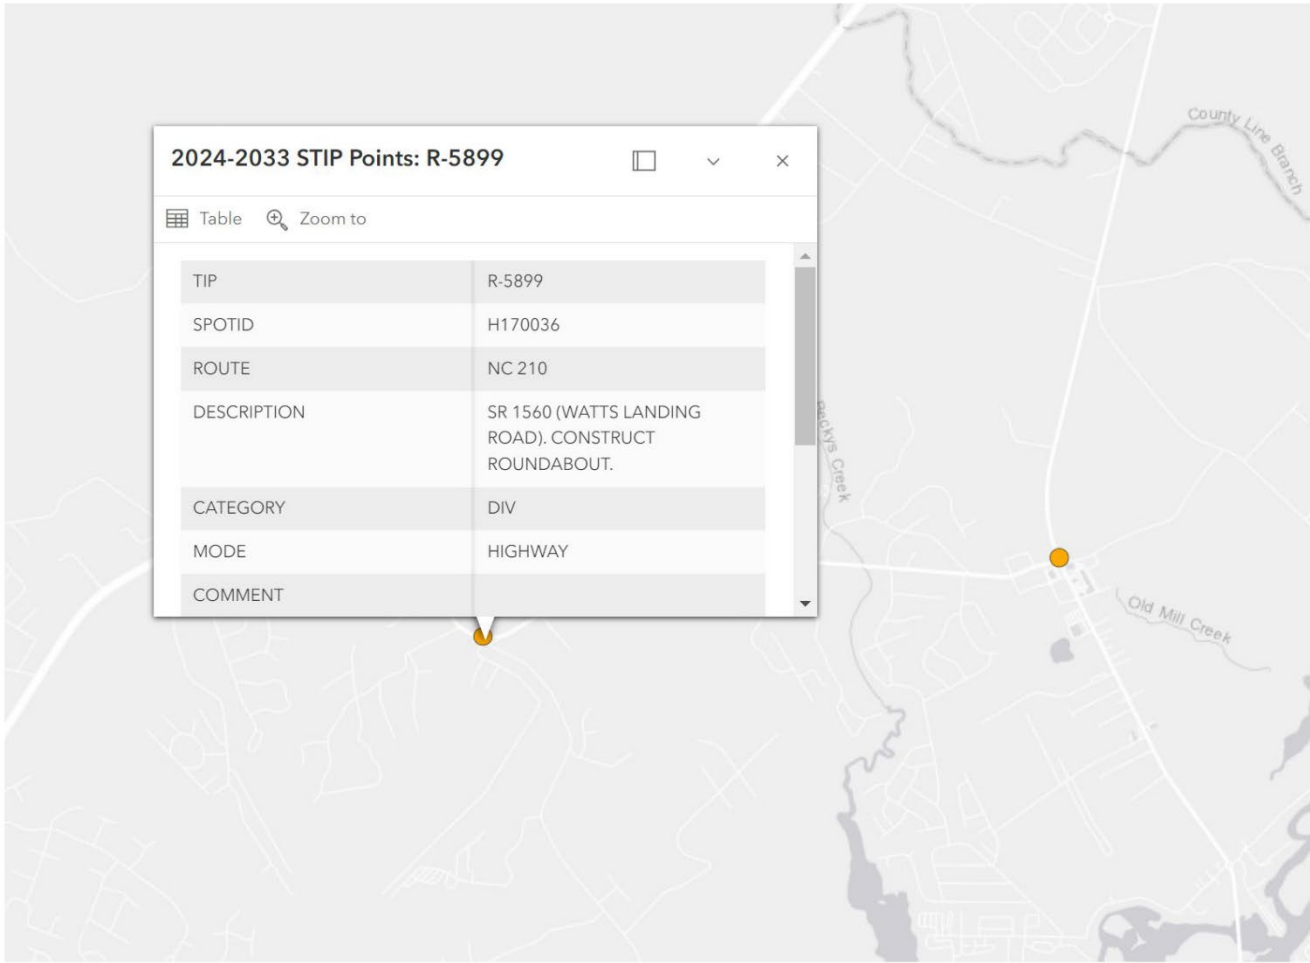 County Line Branch
2024-2033 STIP Points: R-5899
Table Zoom to
TIP R-5899
SPOTID H170036
ROUTE NC 210
DESCRIPTION SR 1560 (WATTS LANDING
ROAD). CONSTRUCT
ROUNDABOUT.
CATEGORY DIV
MODE HIGHWAY
COMMENT
Beckys Creek
Old Mill Creek